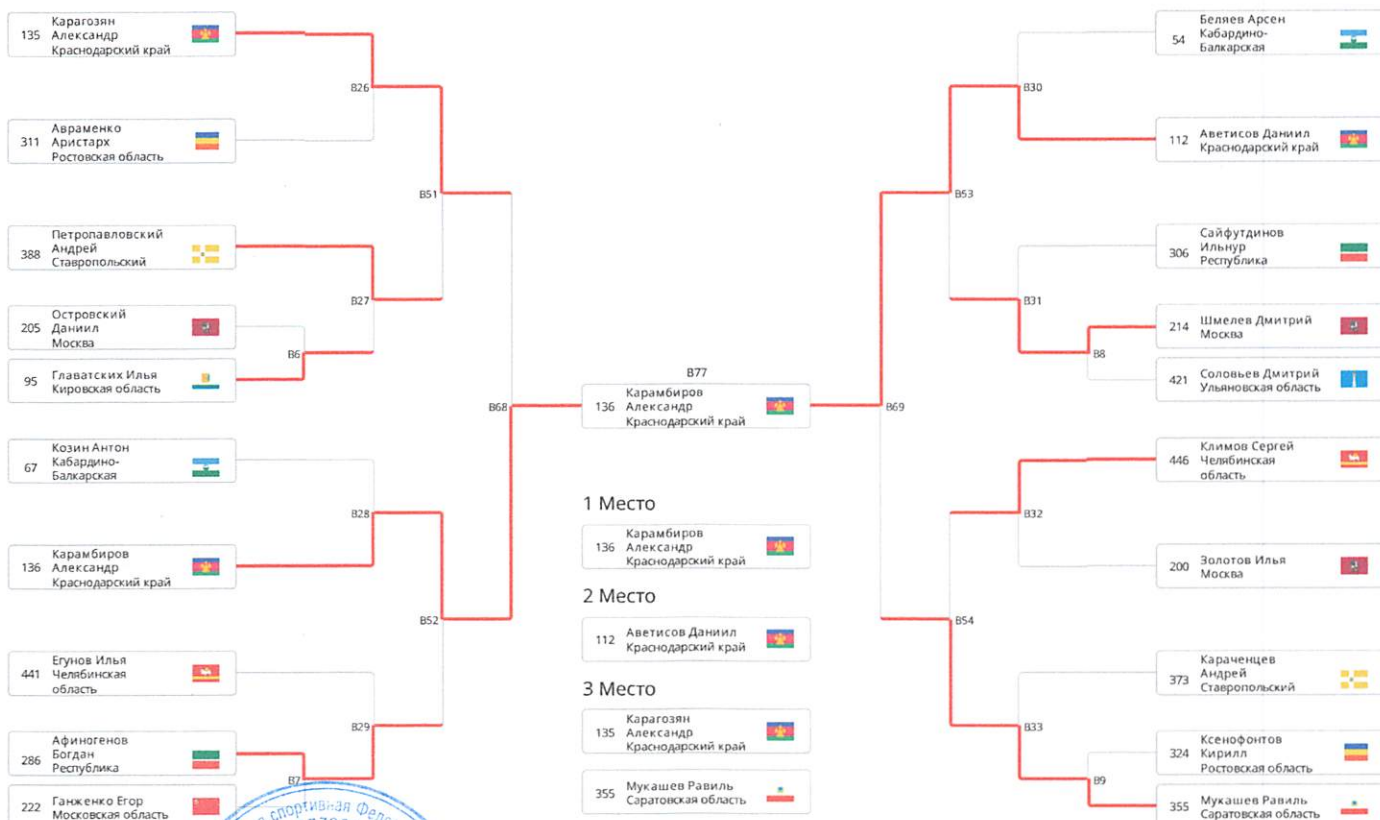 135 Карагозян
Александр
Краснодарский край
B26
311 Авраменко
Аристарх
Ростовская область
B51
388 Петропавловский
Андрей
Ставропольский
B27
205 Островский
Даниил
Москва
B6
95 Главатских Илья
Кировская область
B68
67 Козин Антон
Кабардино-
Балкарская
B28
136 Карамбиров
Александр
Краснодарский край
B52
441 Егунов Илья
Челябинская
область
B29
286 Афиногенов
Богдан
Республика
B7
222 Ганженко Егор
Московская область
спортивная
B77
136 Карамбиров
Александр
Краснодарский край
1 Место
136 Карамбиров
Александр
Краснодарский край
2 Место
112 Аветисов Даниил
Краснодарский край
3 Место
135 Карагозян
Александр
Краснодарский край
355 Мукашев Равиль
Саратовская область
54 Беляев Арсен
Кабардино-
Балкарская
B30
112 Аветисов Даниил
Краснодарский край
B53
306 Сайфутдинов
Ильнур
Республика
B31
214 Шмелев Дмитрий
Москва
B8
421 Соловьев Дмитрий
Ульяновская область
B69
446 Климов Сергей
Челябинская
область
B32
200 Золотов Илья
Москва
B54
373 Караченцев
Андрей
Ставропольский
B33
324 Ксенофонтов
Кирилл
Ростовская область
B9
355 Мукашев Равиль
Саратовская область